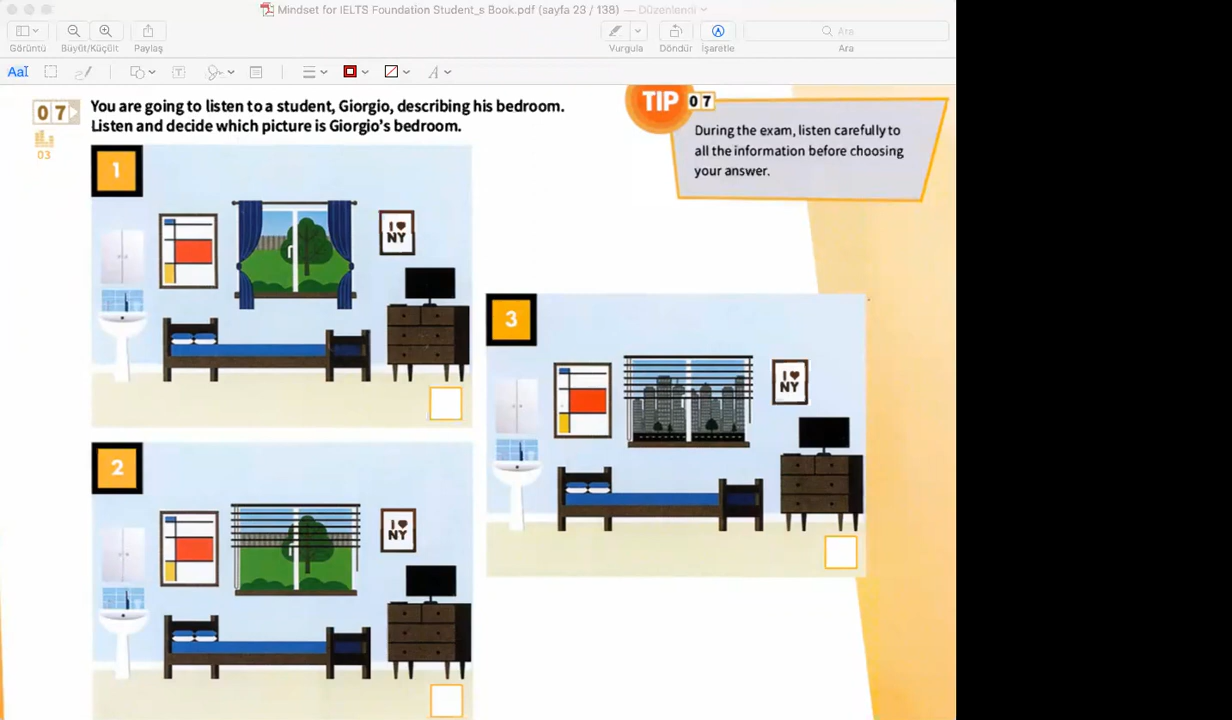 Mindset for IELTS Foundation Student_s Book.pdf (sayfa 23 / 138) — Düzenlendi
Görüntü
Büyüt/Küçült
Paylaş
Vurgula
Döndür
İşaretle
Ara
Ara
AaI
T
A
07
03
You are going to listen to a student, Giorgio, describing his bedroom.
Listen and decide which picture is Giorgio's bedroom.
TIP 07
During the exam, listen carefully to
all the information before choosing
your answer.
1
I ♥
NY
3
I ♥
NY
2
I ♥
NY